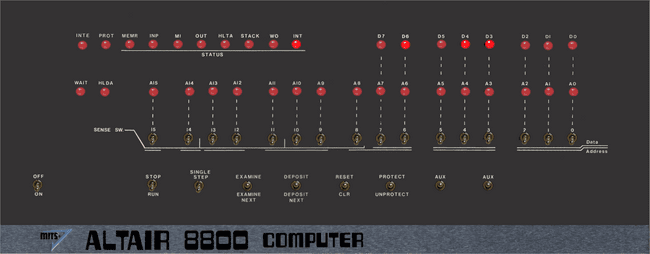 INTE PROT MEMR INP MI OUT HLTA STACK WO INT D7 D6 D5 D4 D3 D2 D1 D0
STATUS
WAIT HLDA A15 A14 A13 A12 A11 A10 A9 A8 A7 A6 A5 A4 A3 A2 A1 A0
SENSE SW 15 14 13 12 11 10 9 8 7 6 5 4 3 2 1 0
Data
Address
OFF STOP SINGLE STEP EXAMINE DEPOSIT RESET PROTECT AUX AUX
ON RUN EXAMINE NEXT DEPOSIT NEXT CLR UNPROTECT
mits ALTAIR 8800 COMPUTER